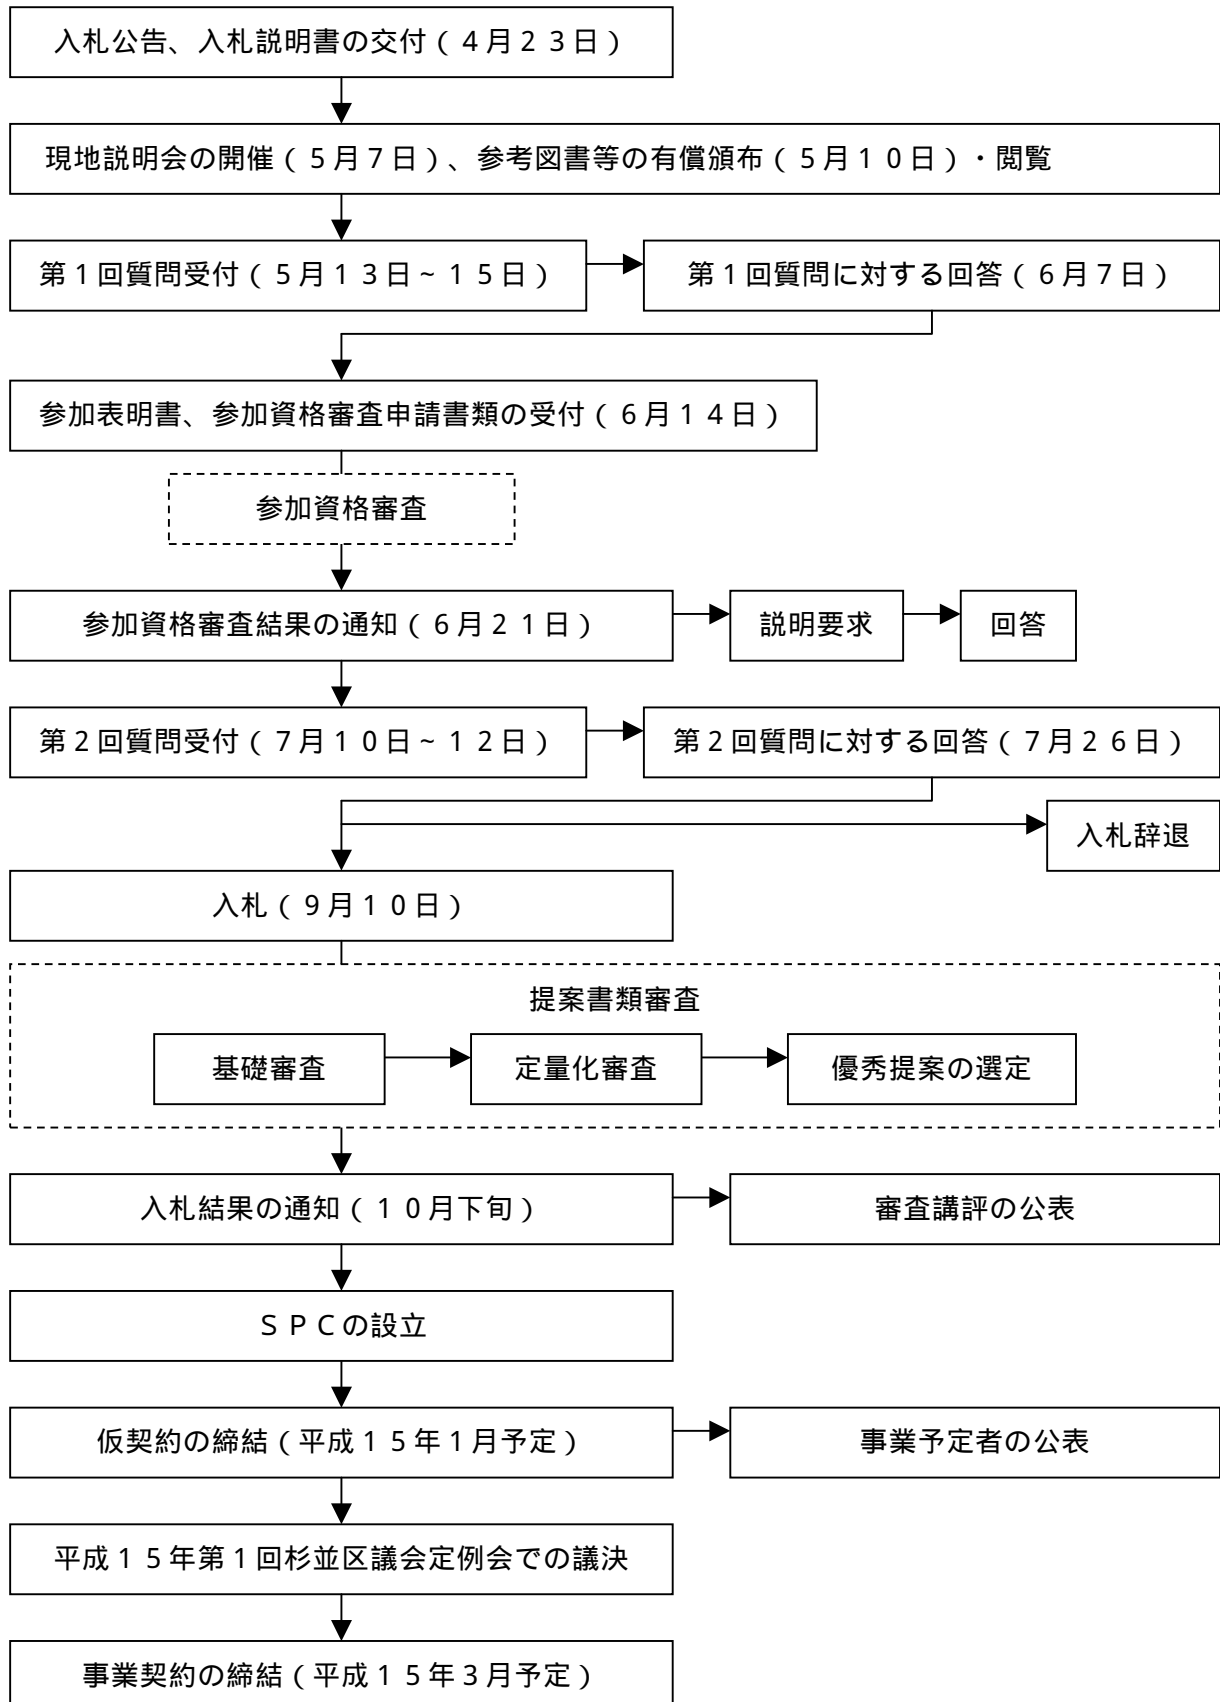 入札公告、入札説明書の交付（４月２３日）
現地説明会の開催（５月７日）、参考図書等の有償頒布（５月１０日）・閲覧
第１回質問受付（５月１３日~１５日）
第１回質問に対する回答（６月７日）
参加表明書、参加資格審査申請書類の受付（６月１４日）
参加資格審査
参加資格審査結果の通知（６月２１日）
説明要求
回答
第２回質問受付（７月１０日~１２日）
第２回質問に対する回答（７月２６日）
入札辞退
入札（９月１０日）
提案書類審査
基礎審査
定量化審査
優秀提案の選定
入札結果の通知（１０月下旬）
審査講評の公表
ＳＰＣの設立
仮契約の締結（平成１５年１月予定）
事業予定者の公表
平成１５年第１回杉並区議会定例会での議決
事業契約の締結（平成１５年３月予定）